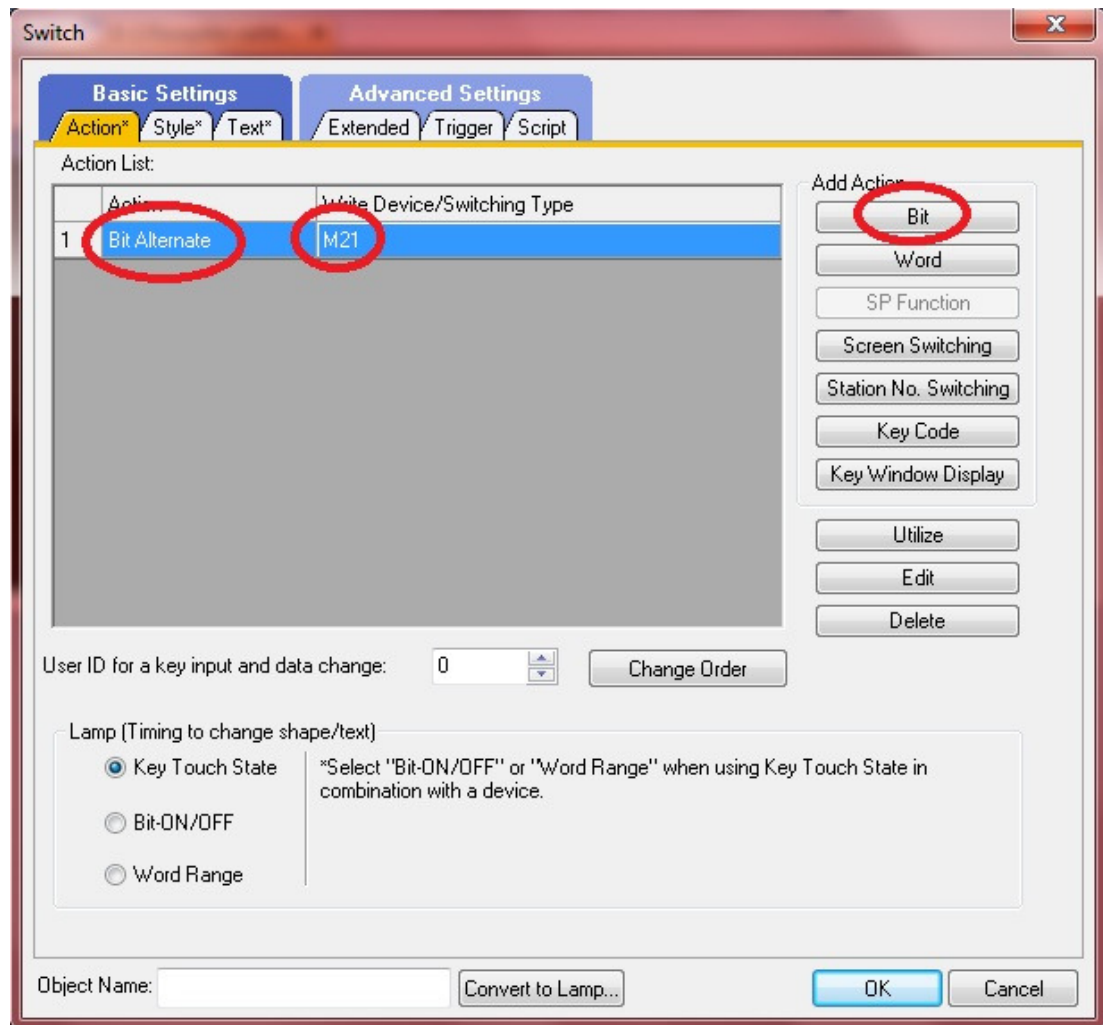 Switch
Basic Settings
Advanced Settings
Action*
Style*
Text*
Extended
Trigger
Script
Action List:
Action
Write Device/Switching Type
1
Bit Alternate
M21
Add Action
Bit
Word
SP Function
Screen Switching
Station No. Switching
Key Code
Key Window Display
Utilize
Edit
Delete
User ID for a key input and data change:
0
Change Order
Lamp (Timing to change shape/text)
Key Touch State
Bit-ON/OFF
Word Range
*Select "Bit-ON/OFF" or "Word Range" when using Key Touch State in
combination with a device.
Object Name:
Convert to Lamp...
OK
Cancel